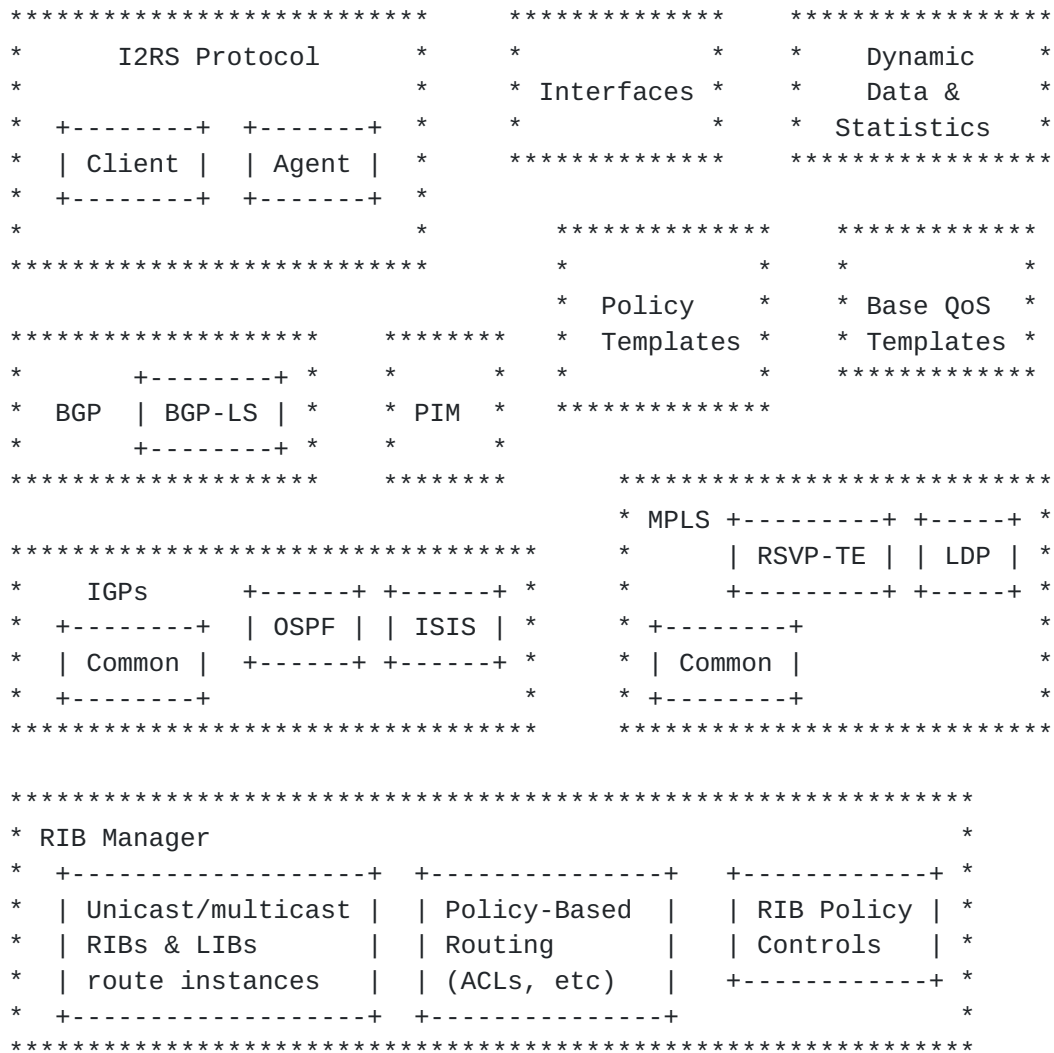 ***************************     **************     *****************
*      I2RS Protocol      *     *            *     *    Dynamic    *
*                         *     * Interfaces *     *    Data &     *
*  +--------+  +-------+  *     *            *     *  Statistics   *
*  | Client |  | Agent |  *     **************     *****************
*  +--------+  +-------+  *
*                         *        **************    *************
***************************        *            *    *           *
                                   *  Policy    *    * Base QoS  *
********************    ********   *  Templates *    * Templates *
*       +--------+ *    *      *   *            *    *************
*  BGP  | BGP-LS | *    * PIM  *   **************
*       +--------+ *    *      *
********************    ********       ****************************
                                       * MPLS +---------+ +-----+ *
**********************************     *      | RSVP-TE | | LDP | *
*    IGPs      +------+ +------+ *     *      +---------+ +-----+ *
*  +--------+  | OSPF | | ISIS | *     * +--------+               *
*  | Common |  +------+ +------+ *     * | Common |               *
*  +--------+                    *     * +--------+               *
**********************************     ****************************

**************************************************************
* RIB Manager                                                *
*  +-------------------+  +---------------+   +------------+ *
*  | Unicast/multicast |  | Policy-Based  |   | RIB Policy | *
*  | RIBs & LIBs       |  | Routing       |   | Controls   | *
*  | route instances   |  | (ACLs, etc)   |   +------------+ *
*  +-------------------+  +---------------+                  *
**************************************************************